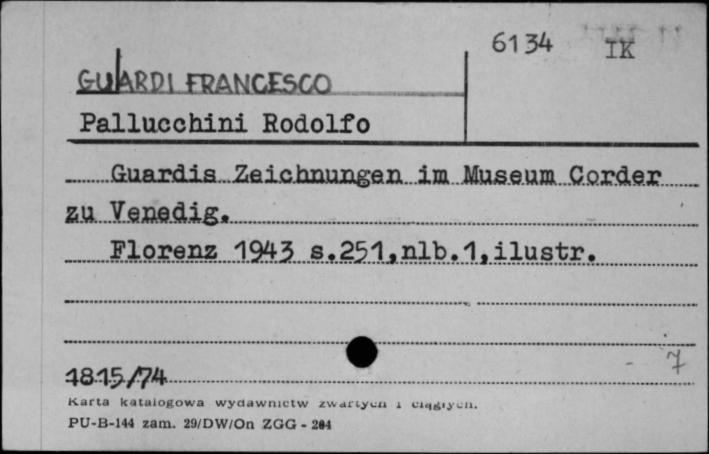 6134 IK
GUARDI FRANCESCO
Pallucchini Rodolfo
Guardis Zeichnungen im Museum Corder
zu Venedig.
Florenz 1943 s.251,nlb.1,ilustr.
7
1815/74
Karta katalogowa wydawnictw zwartych i ciągłych.
PU-B-144 zam. 29/DW/On ZGG - 204